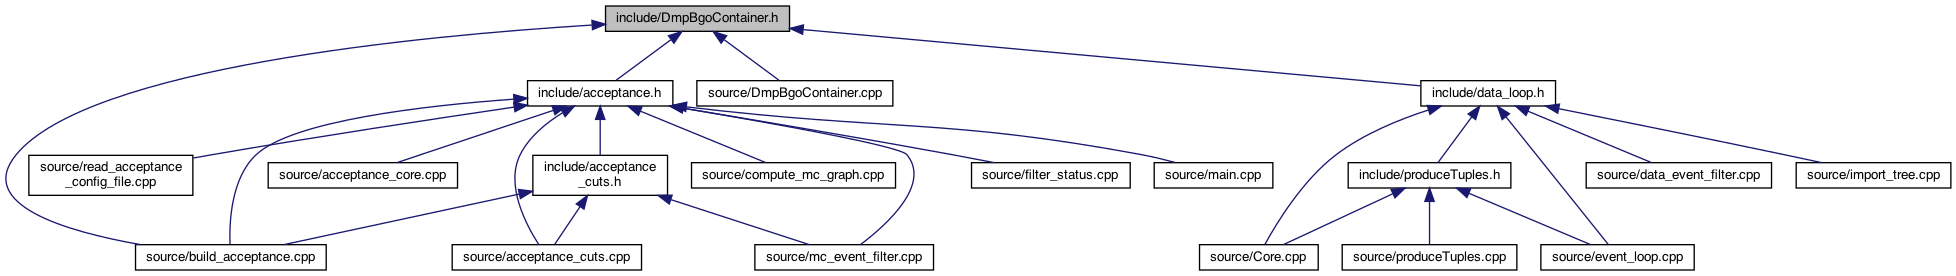 include/DmpBgoContainer.h
include/acceptance.h
source/DmpBgoContainer.cpp
include/data_loop.h
source/read_acceptance
_config_file.cpp
source/acceptance_core.cpp
include/acceptance
_cuts.h
source/compute_mc_graph.cpp
source/filter_status.cpp
source/main.cpp
include/produceTuples.h
source/data_event_filter.cpp
source/import_tree.cpp
source/build_acceptance.cpp
source/acceptance_cuts.cpp
source/mc_event_filter.cpp
source/Core.cpp
source/produceTuples.cpp
source/event_loop.cpp